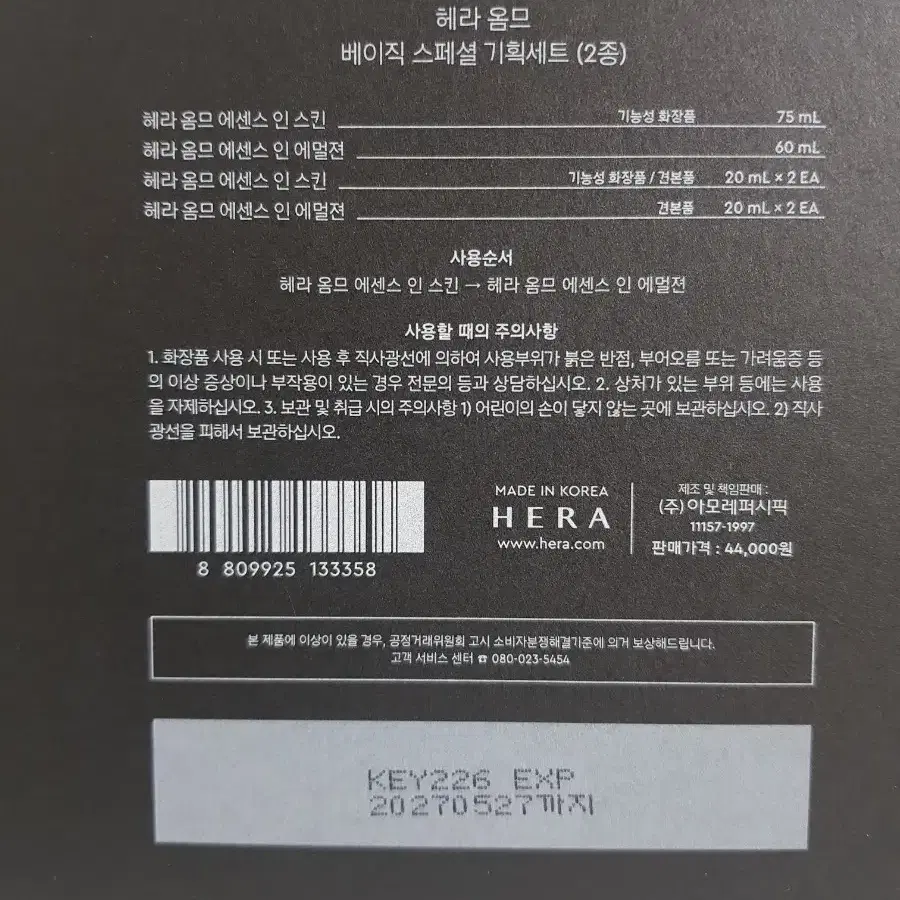 헤라 옴므
베이직 스페셜 기획세트 (2종)
헤라 옴므 에센스 인 스킨 기능성 화장품 75 mL
헤라 옴므 에센스 인 에멀젼 60 mL
헤라 옴므 에센스 인 스킨 기능성 화장품 / 견본품 20 mL × 2 EA
헤라 옴므 에센스 인 에멀젼 견본품 20 mL × 2 EA
사용순서
헤라 옴므 에센스 인 스킨 → 헤라 옴므 에센스 인 에멀젼
사용할 때의 주의사항
1. 화장품 사용 시 또는 사용 후 직사광선에 의하여 사용부위가 붉은 반점, 부어오름 또는 가려움증 등
의 이상 증상이나 부작용이 있는 경우 전문의 등과 상담하십시오. 2. 상처가 있는 부위 등에는 사용
을 자제하십시오. 3. 보관 및 취급 시의 주의사항 1) 어린이의 손이 닿지 않는 곳에 보관하십시오. 2) 직사
광선을 피해서 보관하십시오.
8 809925 133358
MADE IN KOREA
HERA
www.hera.com
제조 및 책임판매 :
(주)아모레퍼시픽
11157-1997
판매가격 : 44,000원
본 제품에 이상이 있을 경우, 공정거래위원회 고시 소비자분쟁해결기준에 의거 보상해드립니다.
고객 서비스 센터 ☎ 080-023-5454
KEY226 EXP
20270527까지